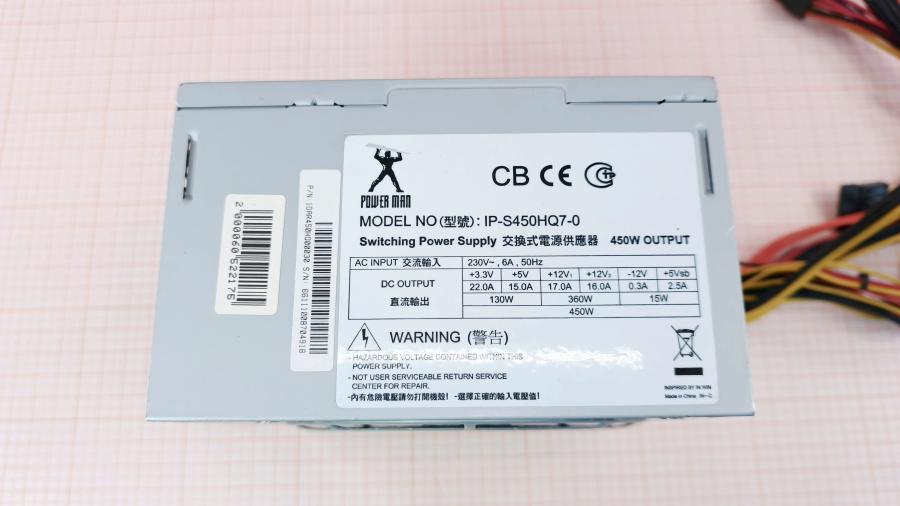 2000060522175
P/N: IDAR450HQ00030 S/N: 66111008704918
POWER MAN
CB CE
MODEL NO(型號): IP-S450HQ7-0
Switching Power Supply 交換式電源供應器 450W OUTPUT
AC INPUT 交流輸入 230V~ , 6A , 50Hz
DC OUTPUT 直流輸出
+3.3V +5V +12V₁ +12V₂ -12V +5Vsb
22.0A 15.0A 17.0A 16.0A 0.3A 2.5A
130W 360W 15W
450W
WARNING (警告)
- HAZARDOUS VOLTAGE CONTAINED WITHIN THIS
POWER SUPPLY.
- NOT USER SERVICEABLE RETURN SERVICE
CENTER FOR REPAIR.
-內有危險電壓請勿打開機殼! -選擇正確的輸入電壓值!
INSPIRED BY IN WIN
Made in China